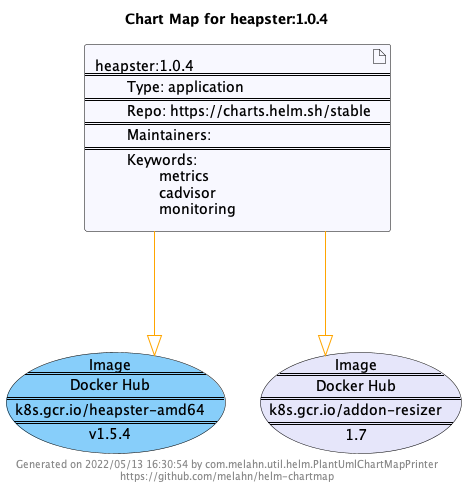 Chart Map for heapster:1.0.4
heapster:1.0.4
Type: application
Repo: https://charts.helm.sh/stable
Maintainers:
Keywords:
metrics
cadvisor
monitoring
Image
Docker Hub
k8s.gcr.io/heapster-amd64
v1.5.4
Image
Docker Hub
k8s.gcr.io/addon-resizer
1.7
Generated on 2022/05/13 16:30:54 by com.melahn.util.helm.PlantUmlChartMapPrinter
https://github.com/melahn/helm-chartmap